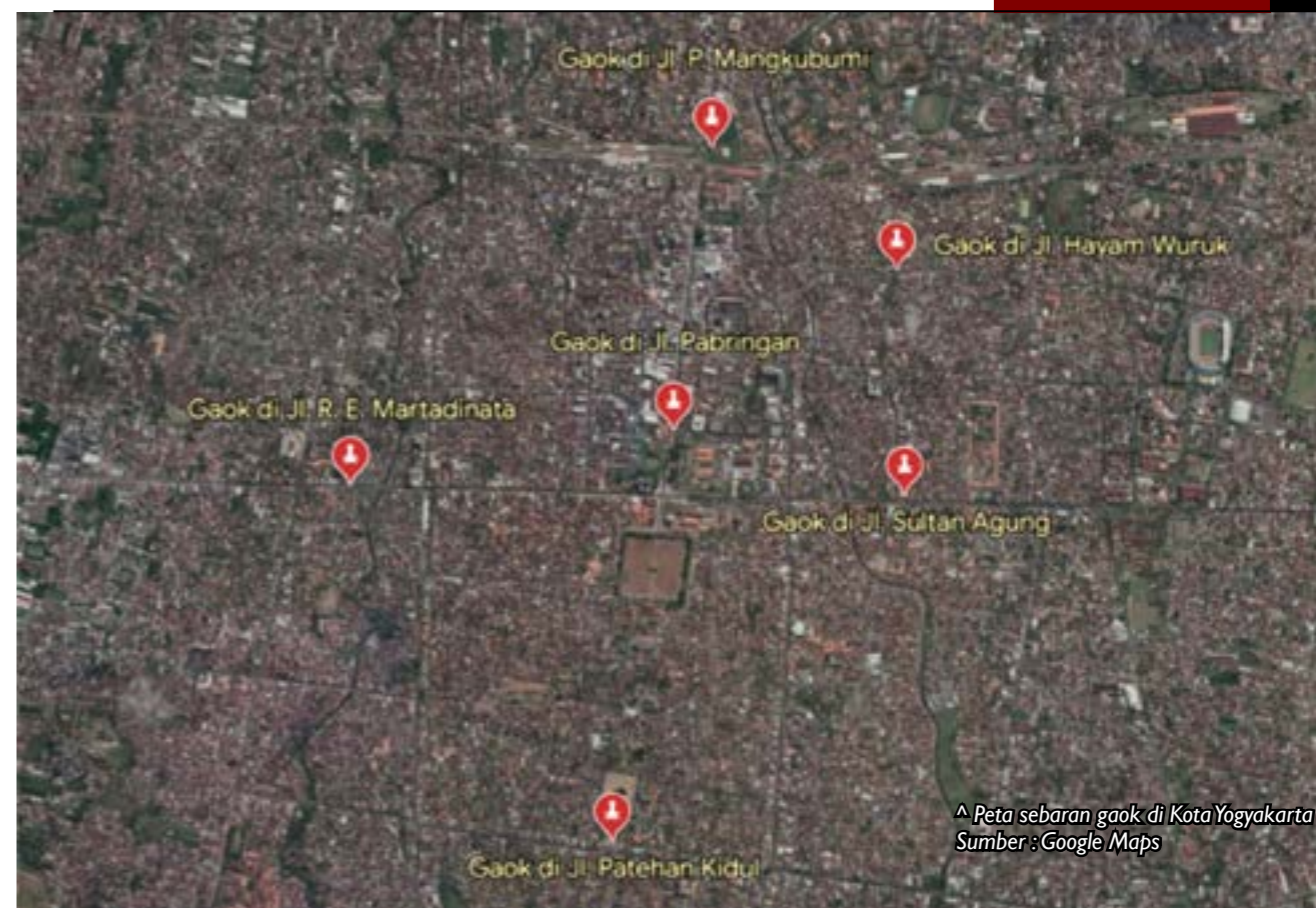 Gaok di Jl. P. Mangkubumi
Gaok di Jl. Hayam Wuruk
Gaok di Jl. Pabringan
Gaok di Jl. R. E. Martadinata
Gaok di Jl. Sultan Agung
^ Peta sebaran gaok di Kota Yogyakarta
Sumber : Google Maps
Gaok di Jl. Patehan Kidul